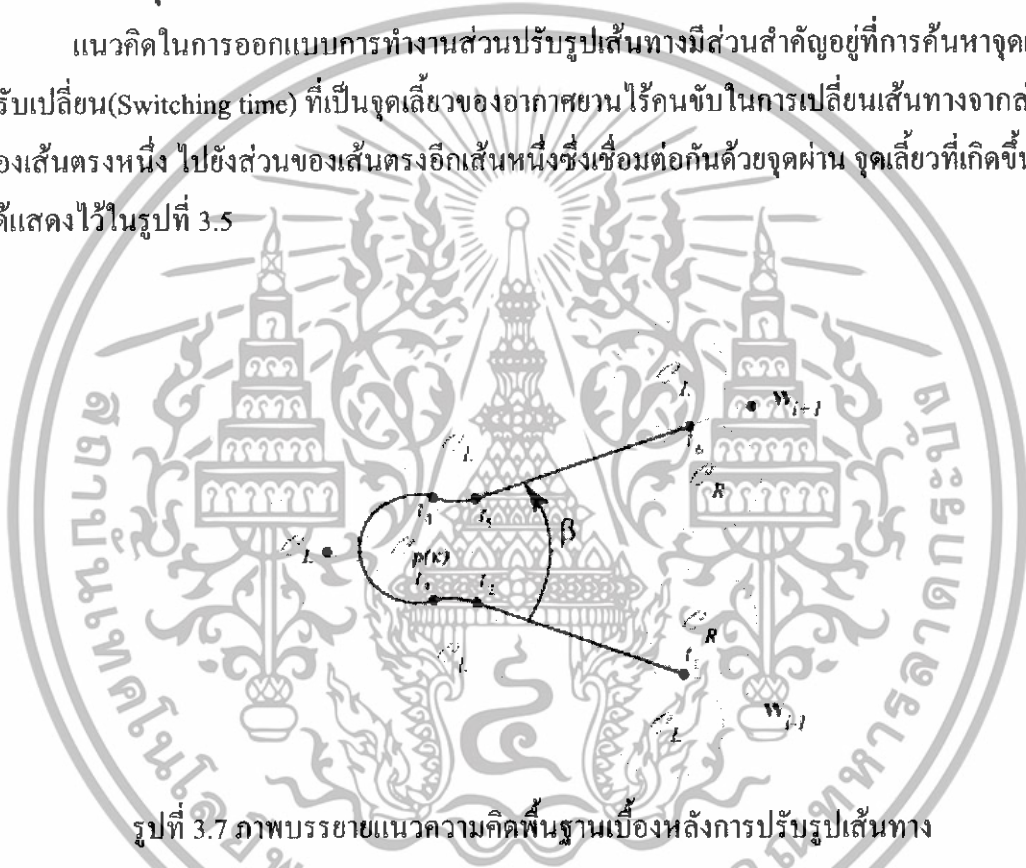 แนวคิดในการออกแบบการทำงานส่วนปรับรูปเส้นทางมีส่วนสำคัญอยู่ที่การค้นหาจุด
รับเปลี่ยน(Switching time) ที่เป็นจุดเลี้ยวของอากาศยานไร้คนขับในการเปลี่ยนเส้นทางจาก
องเส้นตรงหนึ่ง ไปยังส่วนของเส้นตรงอีกเส้นหนึ่งซึ่งเชื่อมต่อกันด้วยจุดผ่าน จุดเลี้ยวที่เกิดขึ้น
ด้แสดงไว้ในรูปที่ 3.5
L
w i+1
L
t 6
R
t 5
β
L
p(κ)
t 2
R
L
w i-1
L
รูปที่ 3.7 ภาพบรรยายแนวความคิดพื้นฐานเบื้องหลังการปรับรูปเส้นทาง